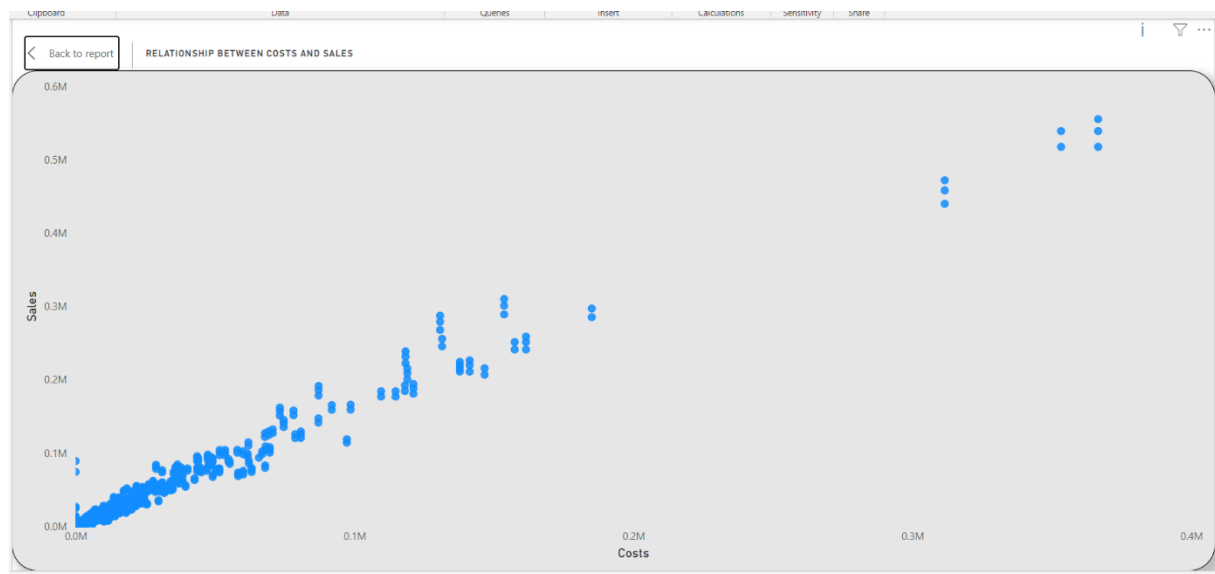 Clipboard Data Queries Insert Calculations Sensitivity Share
Back to report RELATIONSHIP BETWEEN COSTS AND SALES
0.6M
0.5M
0.4M
0.3M
0.2M
0.1M
0.0M
Sales
0.0M 0.1M 0.2M 0.3M 0.4M
Costs